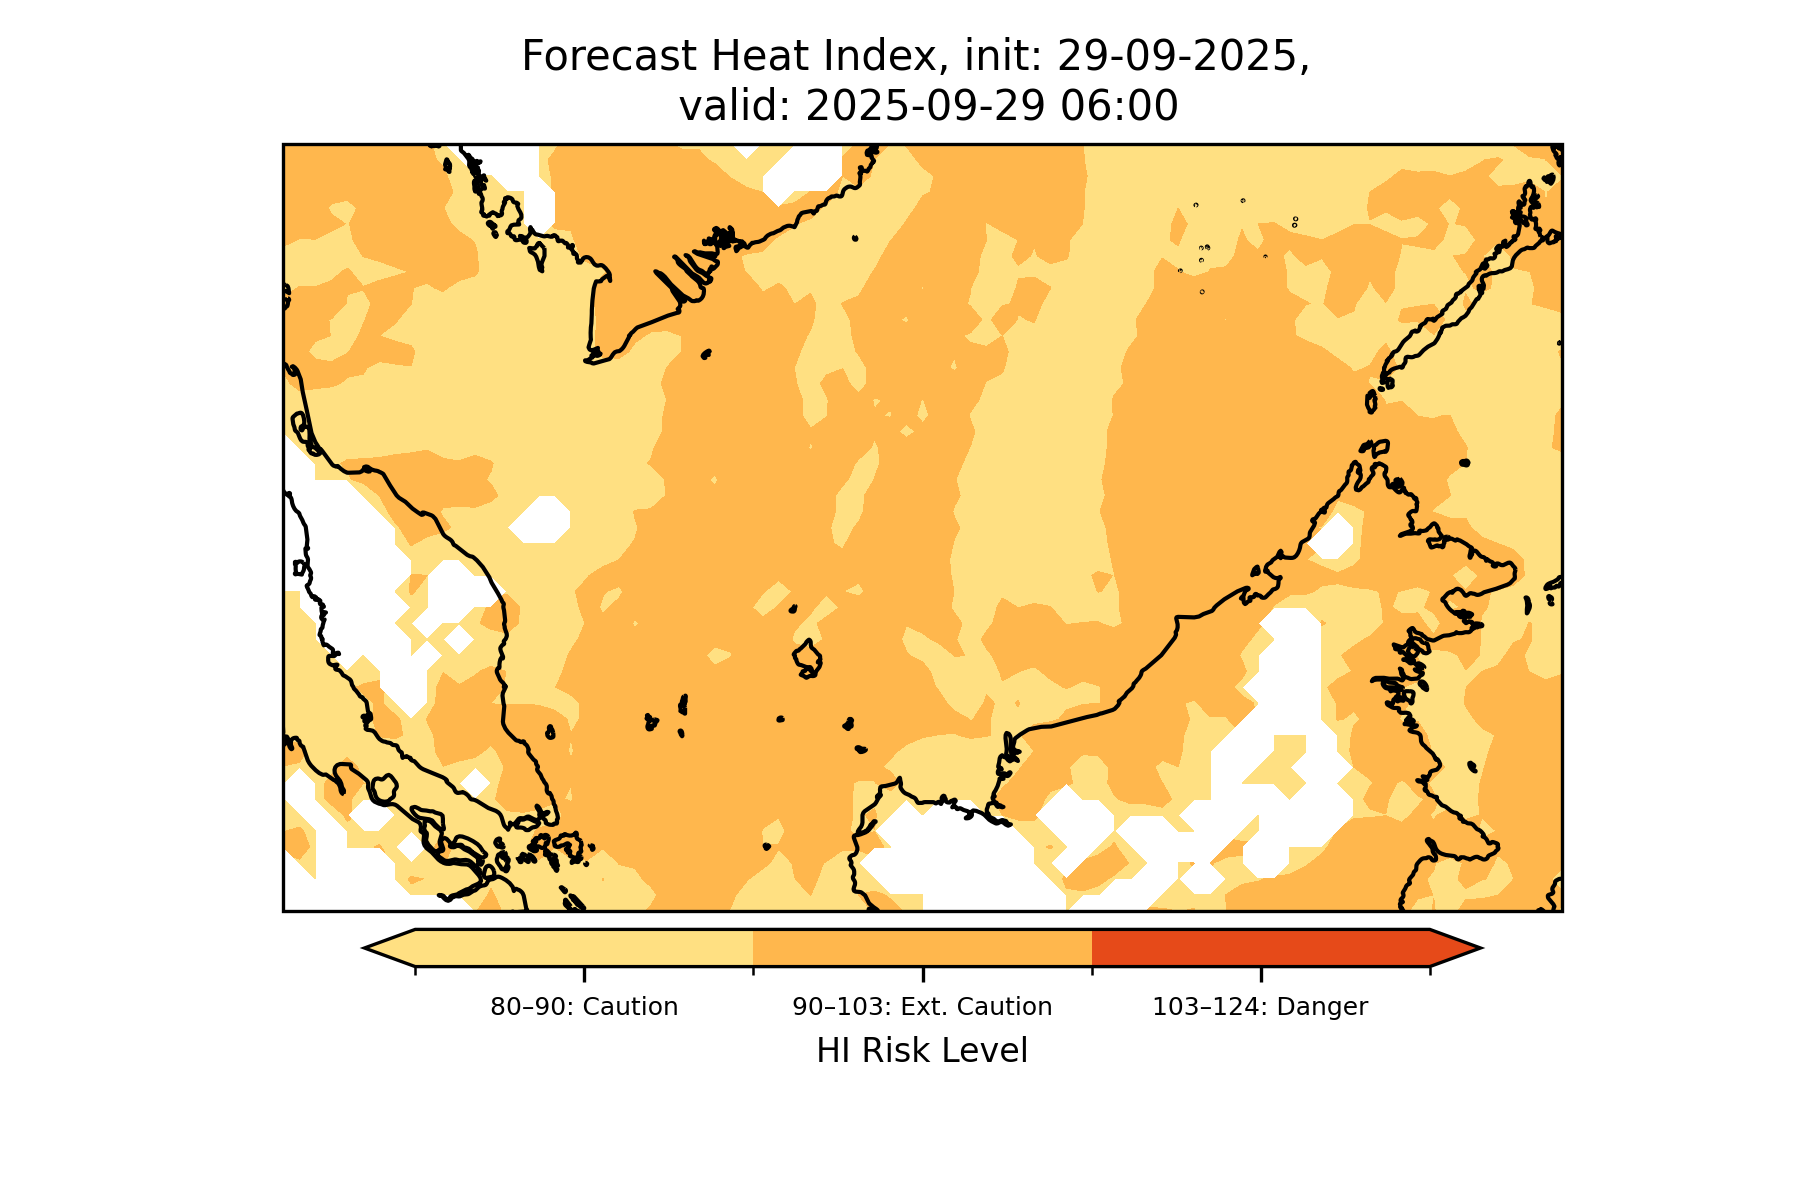 Forecast Heat Index, init: 29-09-2025,
valid: 2025-09-29 06:00
80–90: Caution
90–103: Ext. Caution
103–124: Danger
HI Risk Level